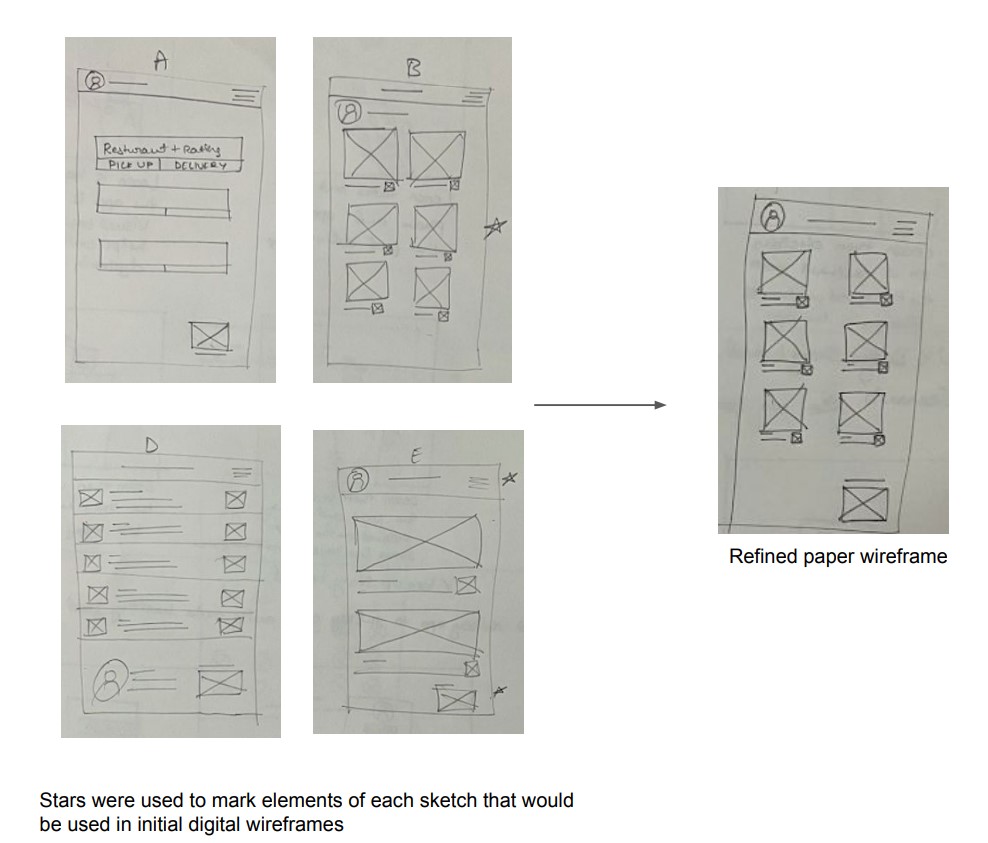 A
B
Resturant + Rating
PICK UP DELIVERY
D
E
Refined paper wireframe
Stars were used to mark elements of each sketch that would
be used in initial digital wireframes